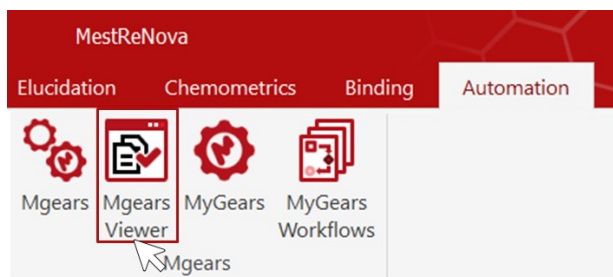 MestReNova
Elucidation Chemometrics Binding Automation
Mgears Mgears MyGears MyGears
Viewer Workflows
Mgears